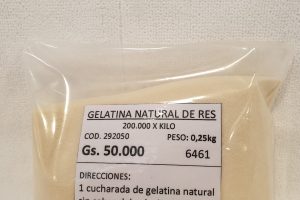 GELATINA NATURAL DE RES
200.000 X KILO
COD. 292050 PESO: 0,25kg
Gs. 50.000 6461
DIRECCIONES:
1 cucharada de gelatina natural